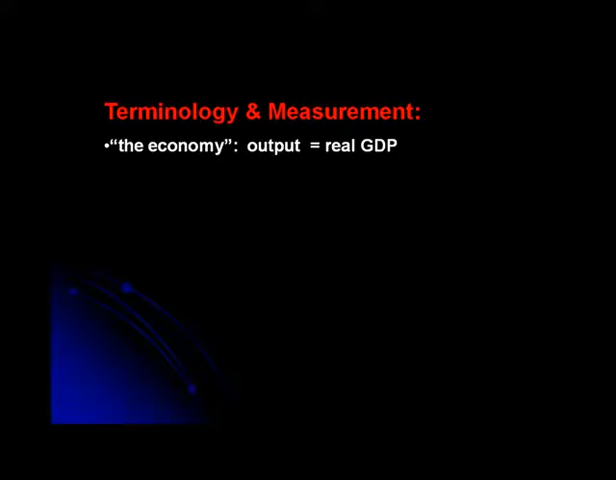 Terminology & Measurement:
•“the economy”: output = real GDP